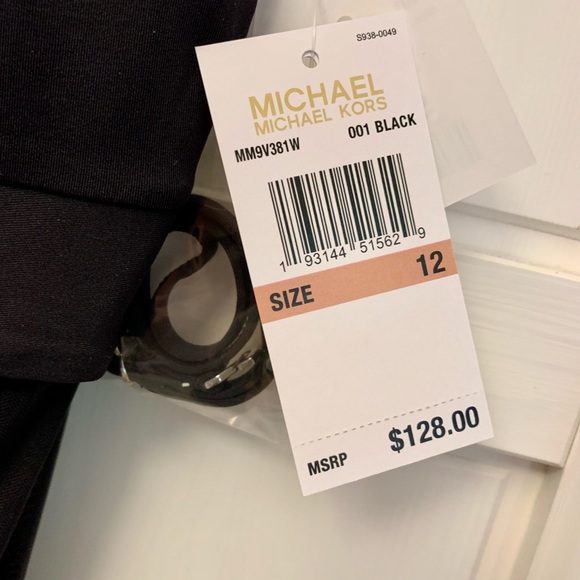 S938-0049
MICHAEL
MICHAEL KORS
MM9V381W 001 BLACK
1 93144 51562 9
SIZE 12
MSRP $128.00